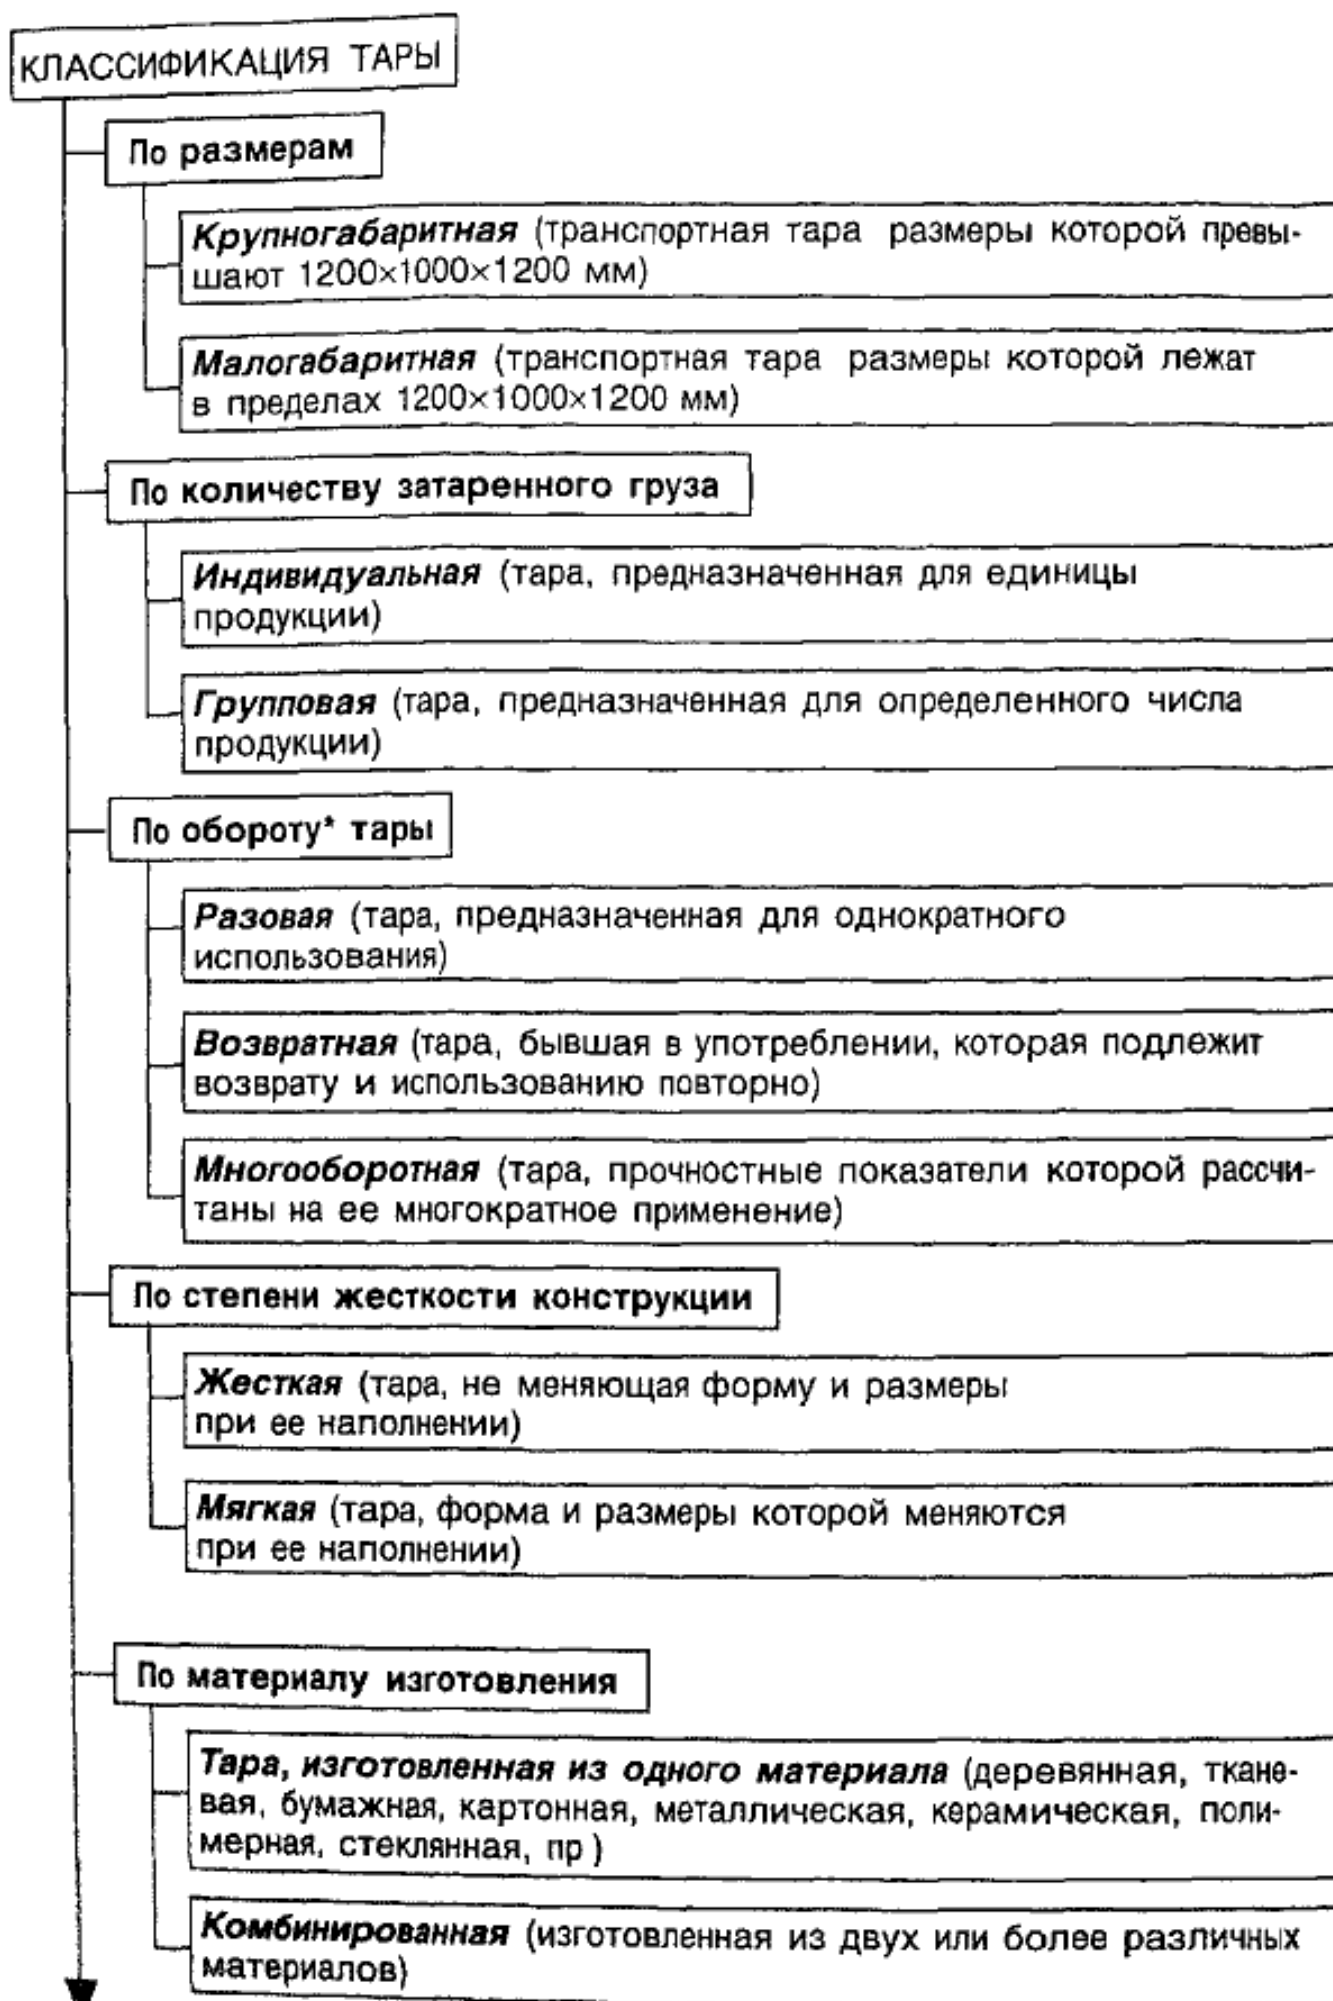 КЛАССИФИКАЦИЯ ТАРЫ
По размерам
Крупногабаритная (транспортная тара размеры которой превы-
шают 1200×1000×1200 мм)
Малогабаритная (транспортная тара размеры которой лежат
в пределах 1200×1000×1200 мм)
По количеству затаренного груза
Индивидуальная (тара, предназначенная для единицы
продукции)
Групповая (тара, предназначенная для определенного числа
продукции)
По обороту* тары
Разовая (тара, предназначенная для однократного
использования)
Возвратная (тара, бывшая в употреблении, которая подлежит
возврату и использованию повторно)
Многооборотная (тара, прочностные показатели которой рассчи-
таны на ее многократное применение)
По степени жесткости конструкции
Жесткая (тара, не меняющая форму и размеры
при ее наполнении)
Мягкая (тара, форма и размеры которой меняются
при ее наполнении)
По материалу изготовления
Тара, изготовленная из одного материала (деревянная, ткане-
вая, бумажная, картонная, металлическая, керамическая, поли-
мерная, стеклянная, пр )
Комбинированная (изготовленная из двух или более различных
материалов)